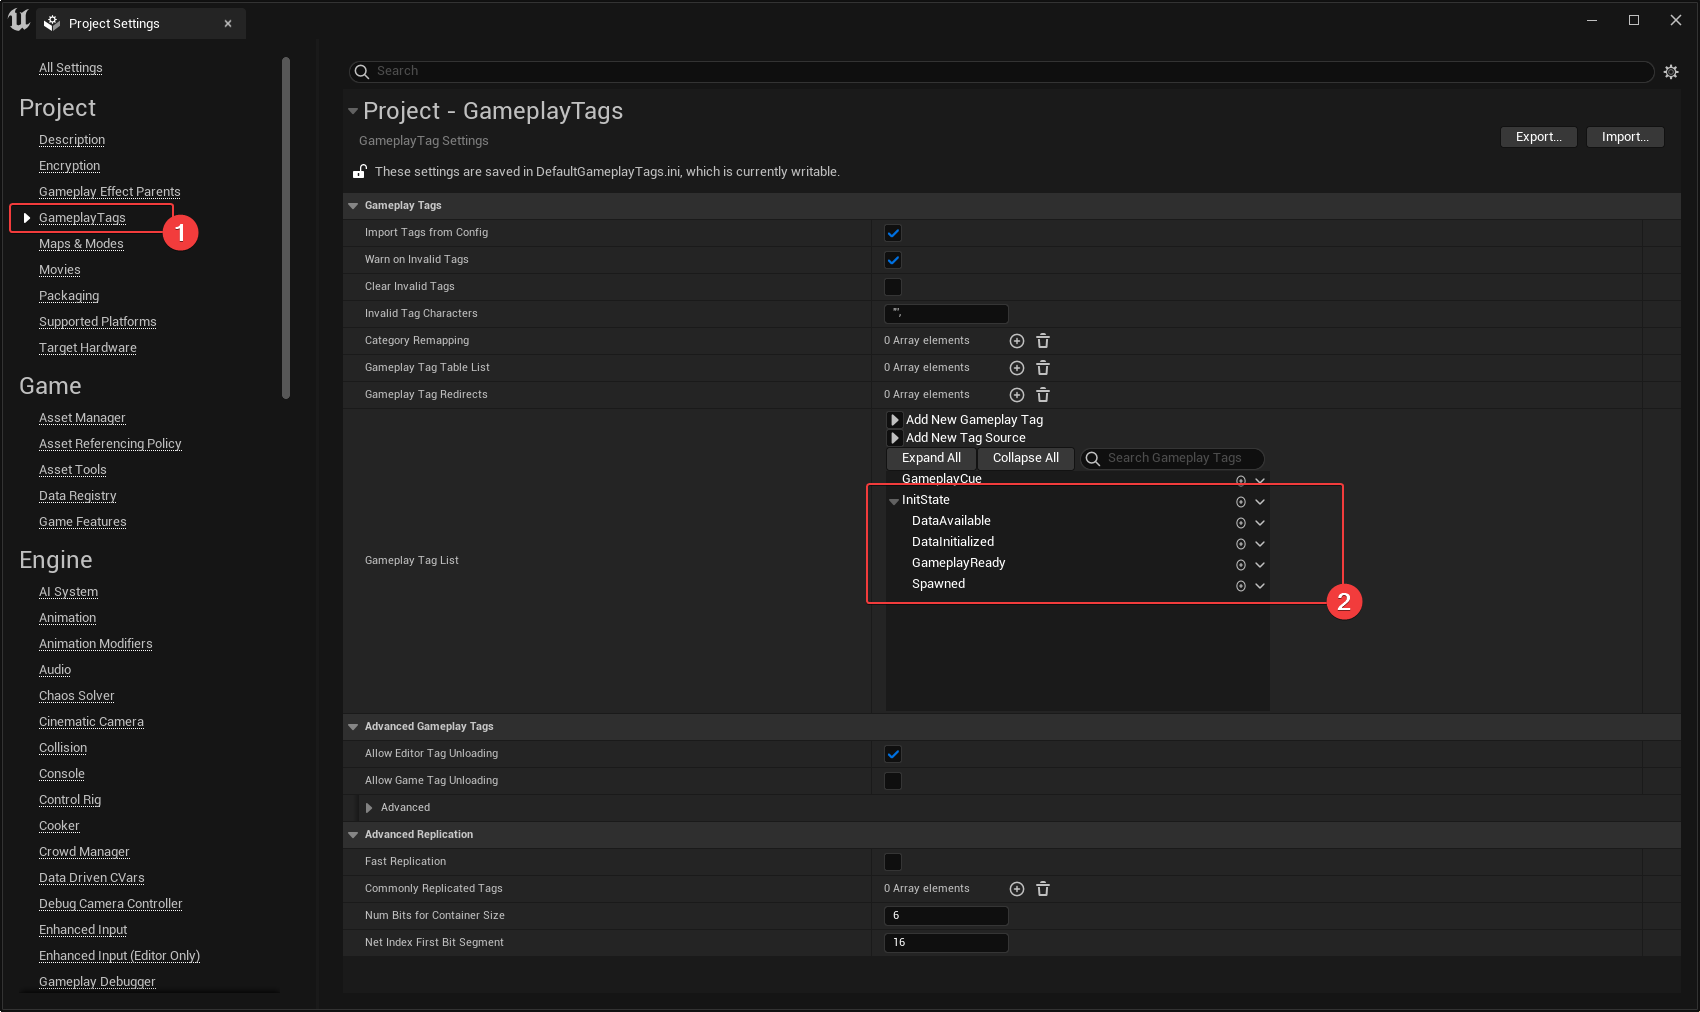 Project Settings
All Settings
Project
Description
Encryption
Gameplay Effect Parents
GameplayTags
1
Maps & Modes
Movies
Packaging
Supported Platforms
Target Hardware
Game
Asset Manager
Asset Referencing Policy
Asset Tools
Data Registry
Game Features
Engine
AI System
Animation
Animation Modifiers
Audio
Chaos Solver
Cinematic Camera
Collision
Console
Control Rig
Cooker
Crowd Manager
Data Driven CVars
Debug Camera Controller
Enhanced Input
Enhanced Input (Editor Only)
Gameplay Debugger
Search
Project - GameplayTags
GameplayTag Settings
Export... Import...
These settings are saved in DefaultGameplayTags.ini, which is currently writable.
Gameplay Tags
Import Tags from Config
Warn on Invalid Tags
Clear Invalid Tags
Invalid Tag Characters "',
Category Remapping 0 Array elements
Gameplay Tag Table List 0 Array elements
Gameplay Tag Redirects 0 Array elements
Add New Gameplay Tag
Add New Tag Source
Expand All Collapse All Search Gameplay Tags
GameplayCue
InitState
DataAvailable
DataInitialized
Gameplay Tag List
GameplayReady
Spawned
2
Advanced Gameplay Tags
Allow Editor Tag Unloading
Allow Game Tag Unloading
Advanced
Advanced Replication
Fast Replication
Commonly Replicated Tags 0 Array elements
Num Bits for Container Size 6
Net Index First Bit Segment 16